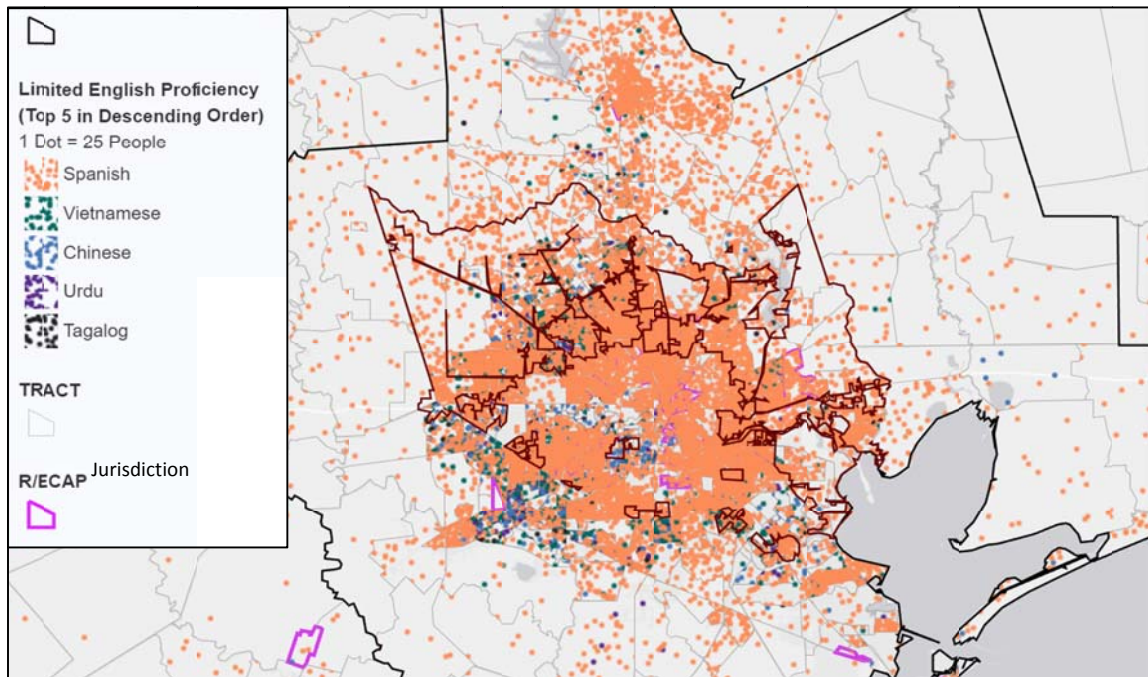 Limited English Proficiency
(Top 5 in Descending Order)
1 Dot = 25 People
Spanish
Vietnamese
Chinese
Urdu
Tagalog
TRACT
R/ECAP Jurisdiction